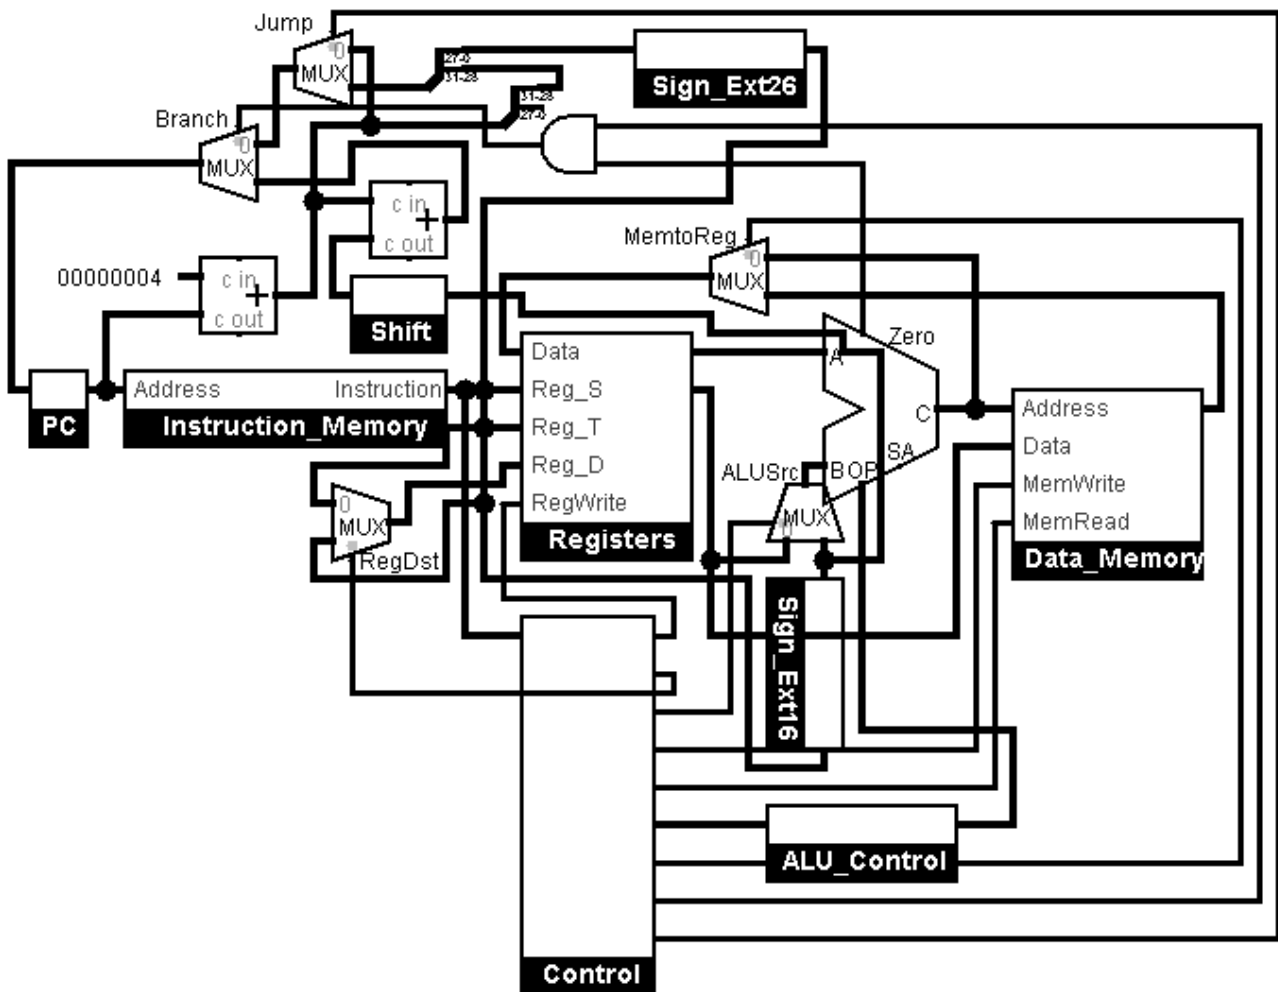 Jump
0
MUX
27-0
31-28
Sign_Ext26
31-28
27-0
Branch
0
MUX
c in
+
c out
MemtoReg
0
MUX
00000004
c in
+
c out
Shift
Zero
Data
A
Address
Instruction
Reg_S
PC
Instruction_Memory
Reg_T
C
Address
Data
SA
Reg_D
ALUSrc
BOP
MemWrite
0
MUX
RegWrite
0
MUX
MemRead
Registers
RegDst
Data_Memory
Sign_Ext16
ALU_Control
Control